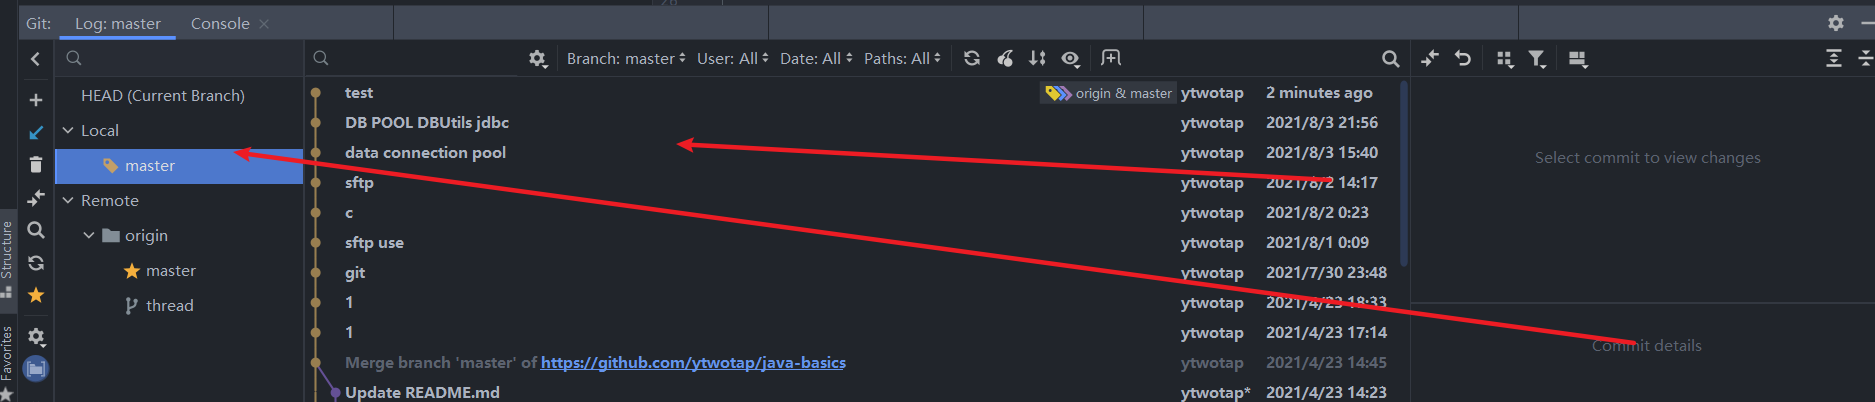 Git: Log: master Console
Branch: master User: All Date: All Paths: All
HEAD (Current Branch)
Local
master
Remote
origin
master
thread
test origin & master ytwotap 2 minutes ago
DB POOL DBUtils jdbc ytwotap 2021/8/3 21:56
data connection pool ytwotap 2021/8/3 15:40
sftp ytwotap 2021/8/2 14:17
c ytwotap 2021/8/2 0:23
sftp use ytwotap 2021/8/1 0:09
git ytwotap 2021/7/30 23:48
1 ytwotap 2021/4/23 18:33
1 ytwotap 2021/4/23 17:14
Merge branch 'master' of https://github.com/ytwotap/java-basics ytwotap 2021/4/23 14:45
Update README.md ytwotap* 2021/4/23 14:23
Select commit to view changes
Commit details
Structure
Favorites